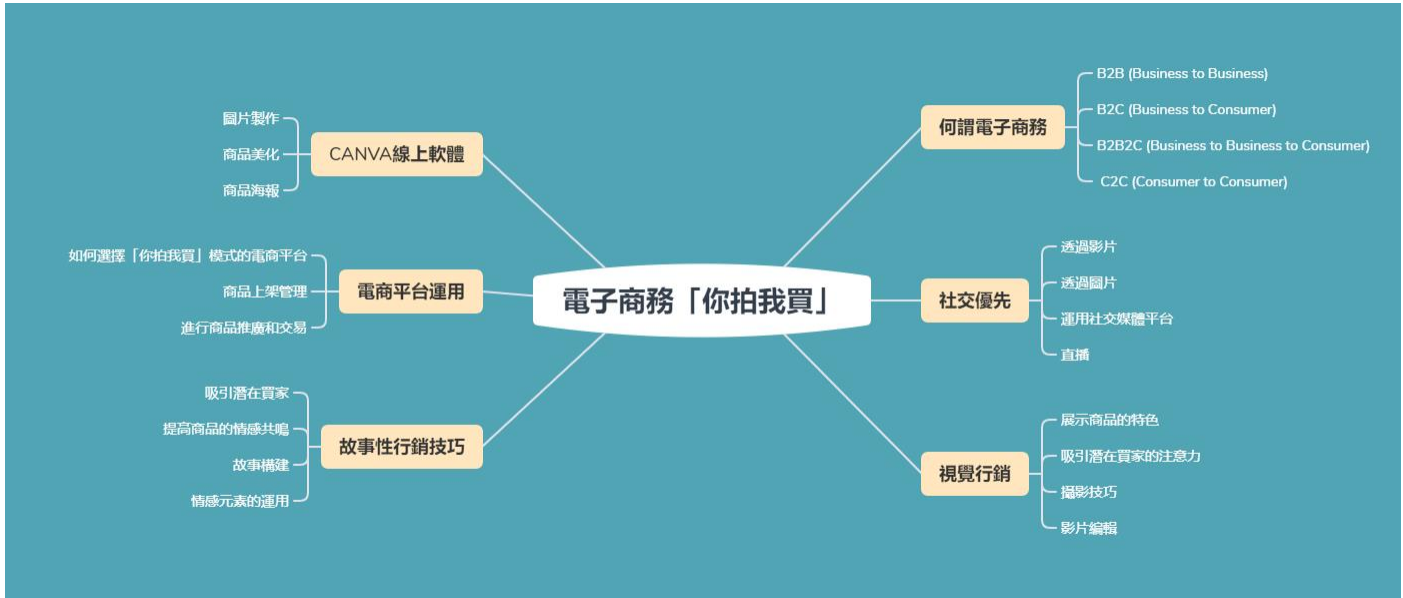 電子商務「你拍我買」
何謂電子商務
B2B (Business to Business)
B2C (Business to Consumer)
B2B2C (Business to Business to Consumer)
C2C (Consumer to Consumer)
社交優先
透過影片
透過圖片
運用社交媒體平台
直播
視覺行銷
展示商品的特色
吸引潛在買家的注意力
攝影技巧
影片編輯
CANVA線上軟體
圖片製作
商品美化
商品海報
電商平台運用
如何選擇「你拍我買」模式的電商平台
商品上架管理
進行商品推廣和交易
故事性行銷技巧
吸引潛在買家
提高商品的情感共鳴
故事構建
情感元素的運用